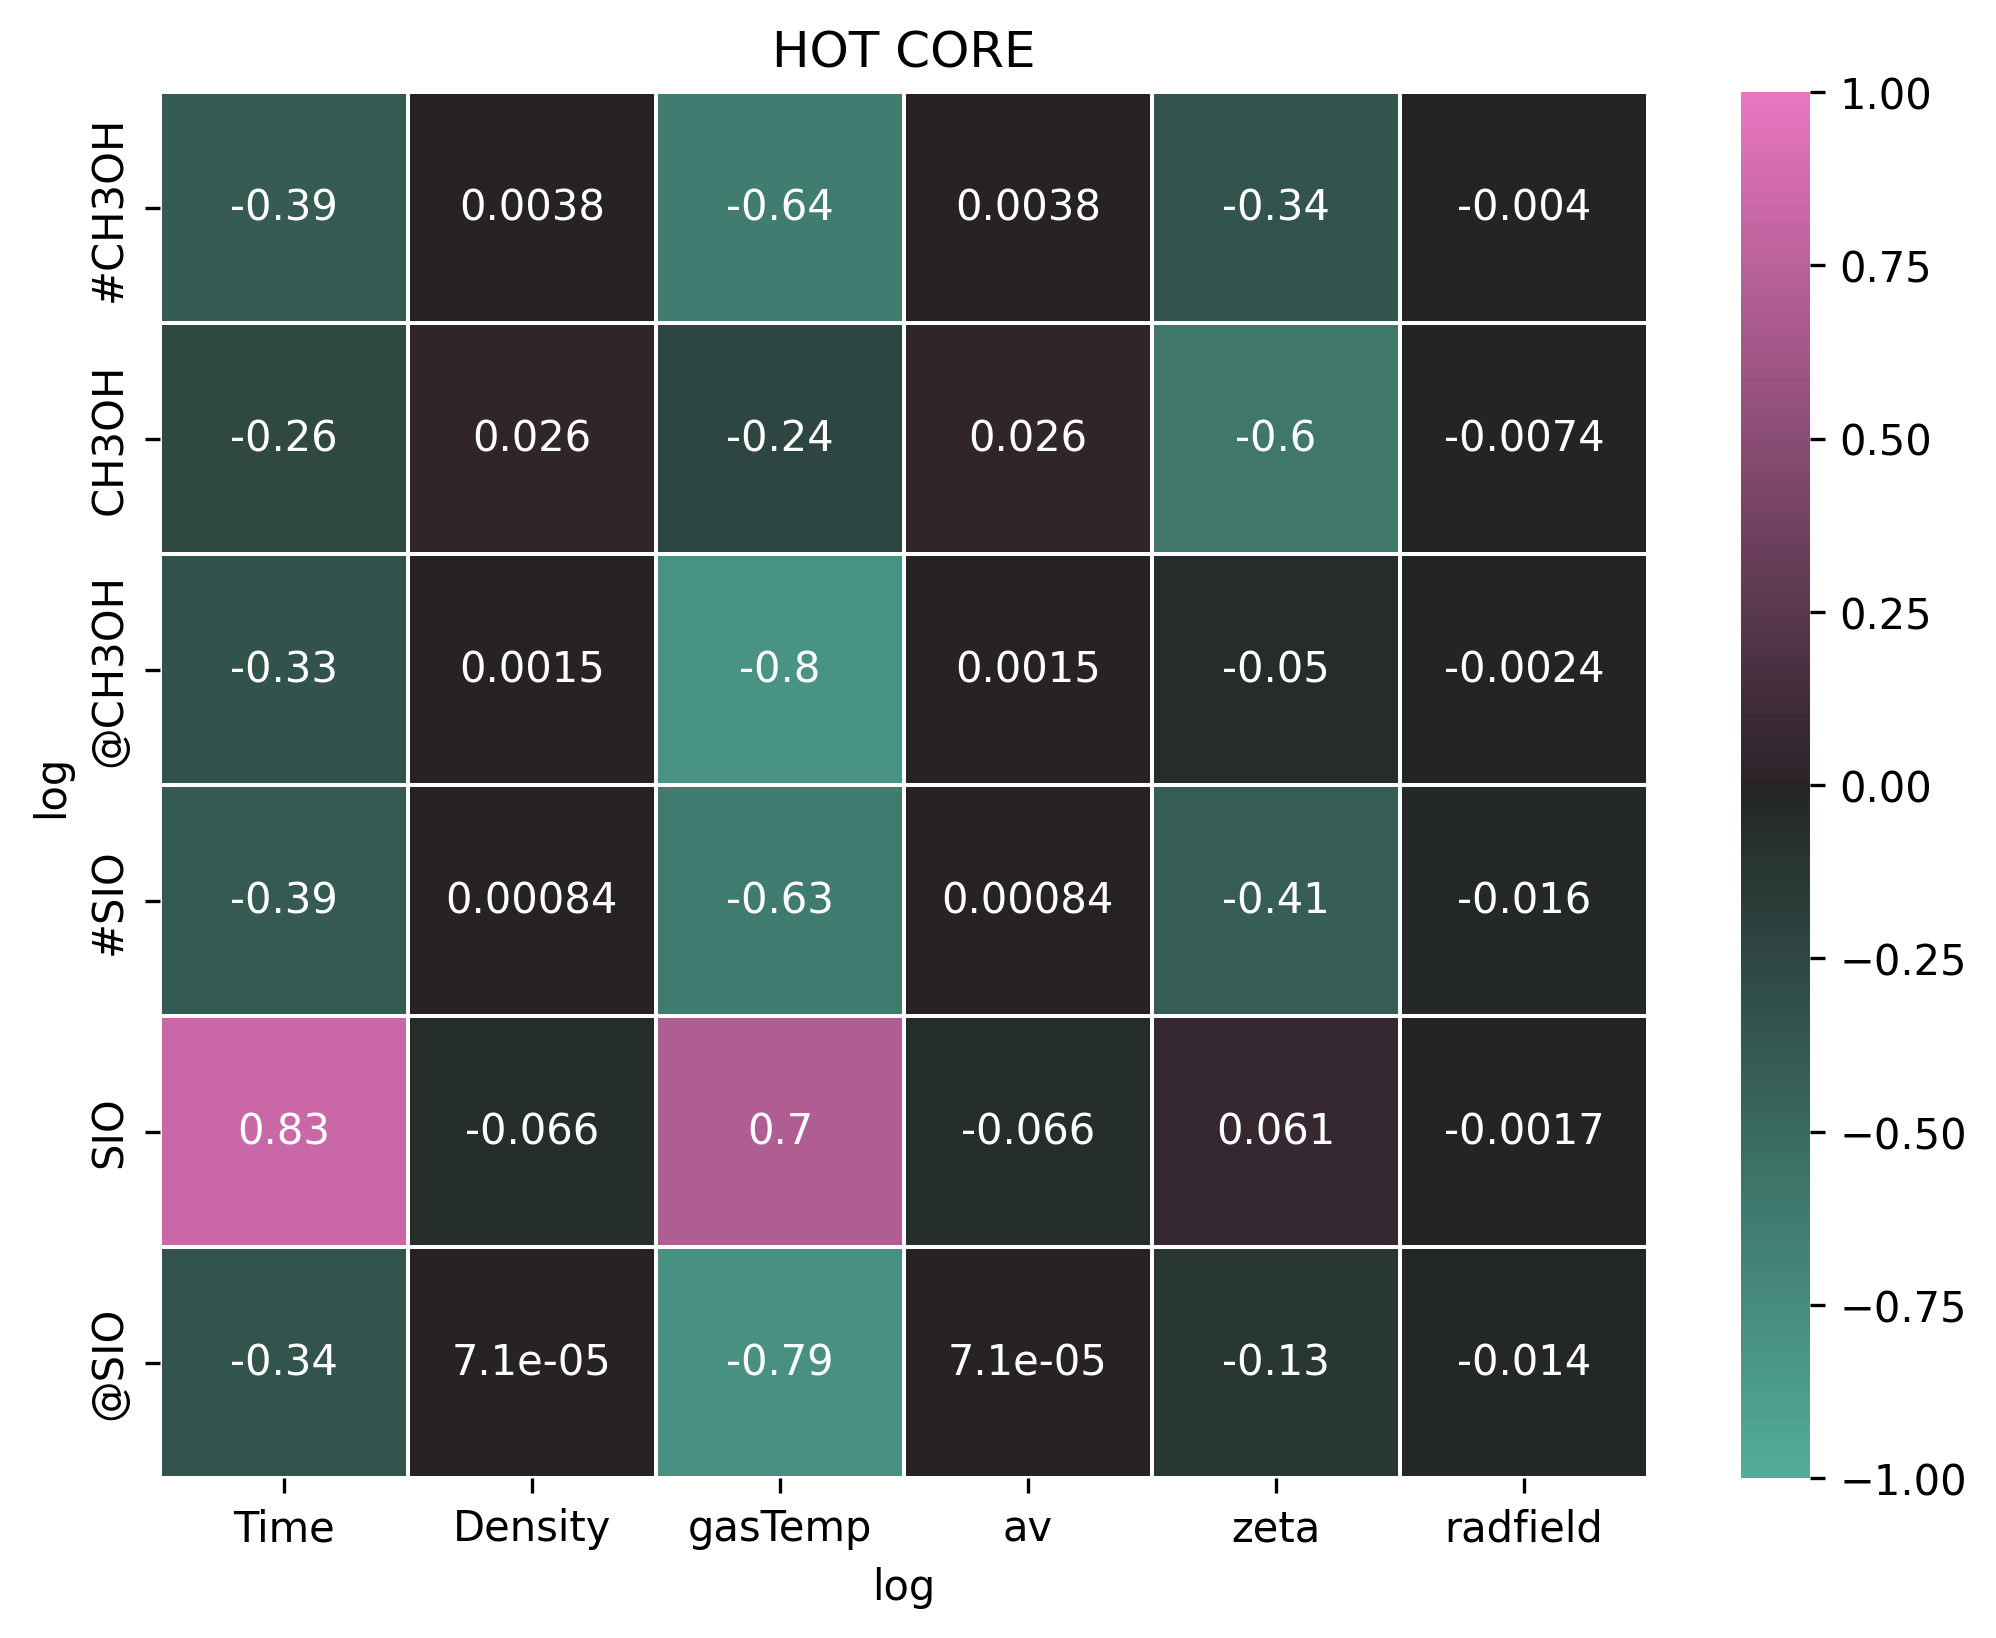 HOT CORE
#CH3OH
-0.39 0.0038 -0.64 0.0038 -0.34 -0.004
CH3OH
-0.26 0.026 -0.24 0.026 -0.6 -0.0074
@CH3OH
-0.33 0.0015 -0.8 0.0015 -0.05 -0.0024
#SIO
-0.39 0.00084 -0.63 0.00084 -0.41 -0.016
SIO
0.83 -0.066 0.7 -0.066 0.061 -0.0017
@SIO
-0.34 7.1e-05 -0.79 7.1e-05 -0.13 -0.014
log
Time Density gasTemp av zeta radfield
log
1.00
0.75
0.50
0.25
0.00
−0.25
−0.50
−0.75
−1.00